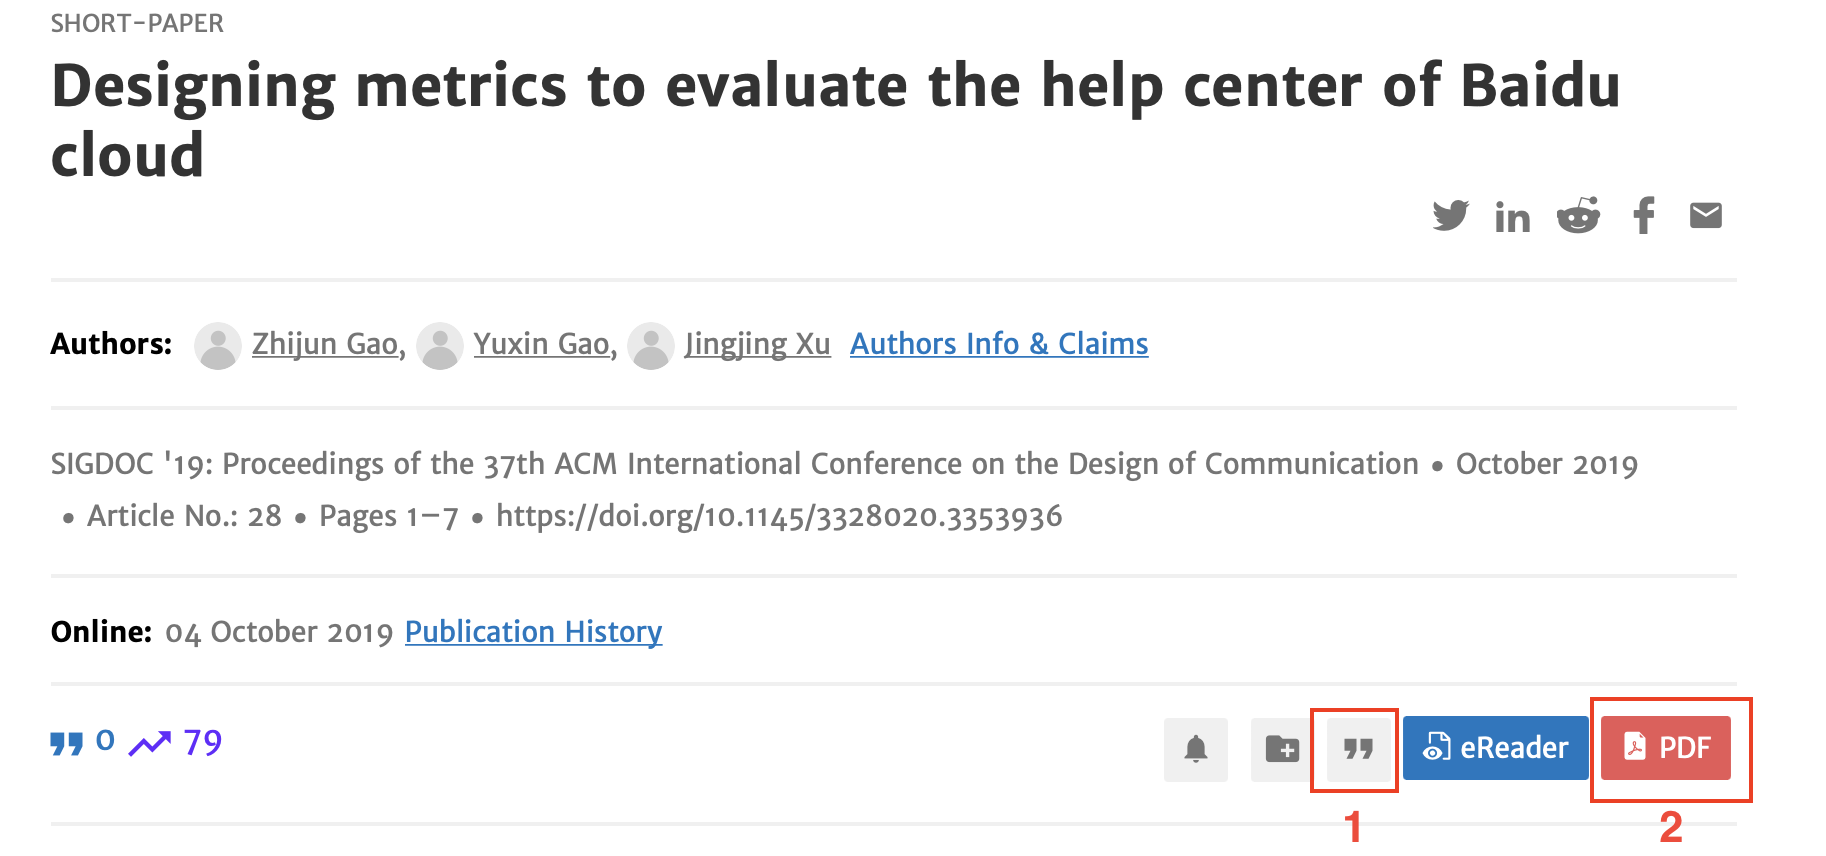 SHORT-PAPER
Designing metrics to evaluate the help center of Baidu
cloud
Authors: Zhijun Gao, Yuxin Gao, Jingjing Xu Authors Info & Claims
SIGDOC '19: Proceedings of the 37th ACM International Conference on the Design of Communication • October 2019
• Article No.: 28 • Pages 1–7 • https://doi.org/10.1145/3328020.3353936
Online: 04 October 2019 Publication History
0 79 eReader PDF
1 2